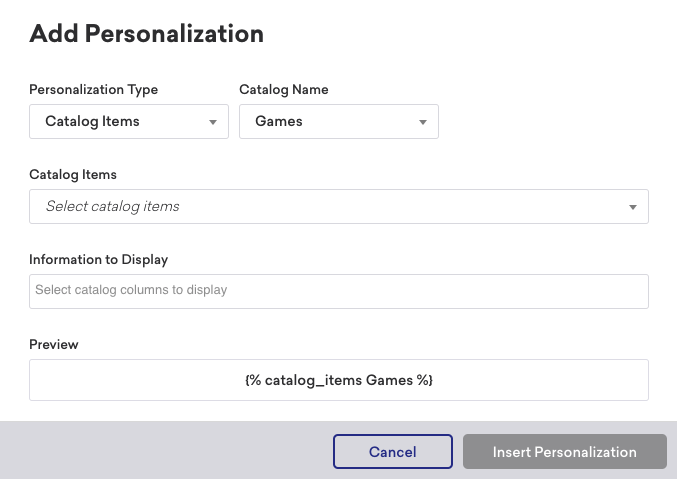 Add Personalization
Personalization Type
Catalog Name
Catalog Items
Games
Catalog Items
Select catalog items
Information to Display
Select catalog columns to display
Preview
{% catalog_items Games %}
Cancel
Insert Personalization